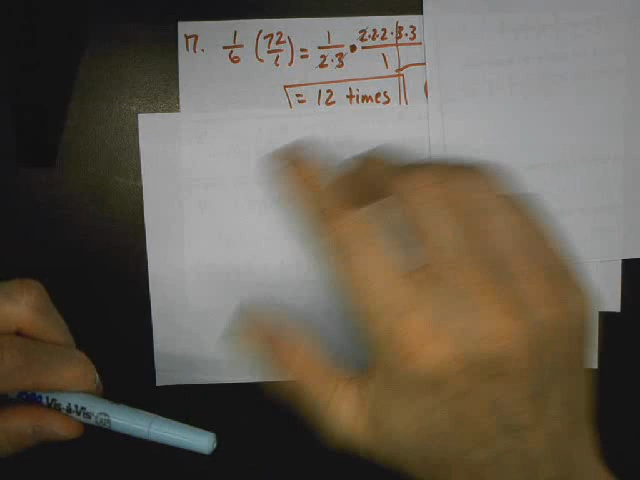 17. 1/6 (72/1) = 1/2·3 · 2·2·2·3·3/1
= 12 times
Vis-à-Vis